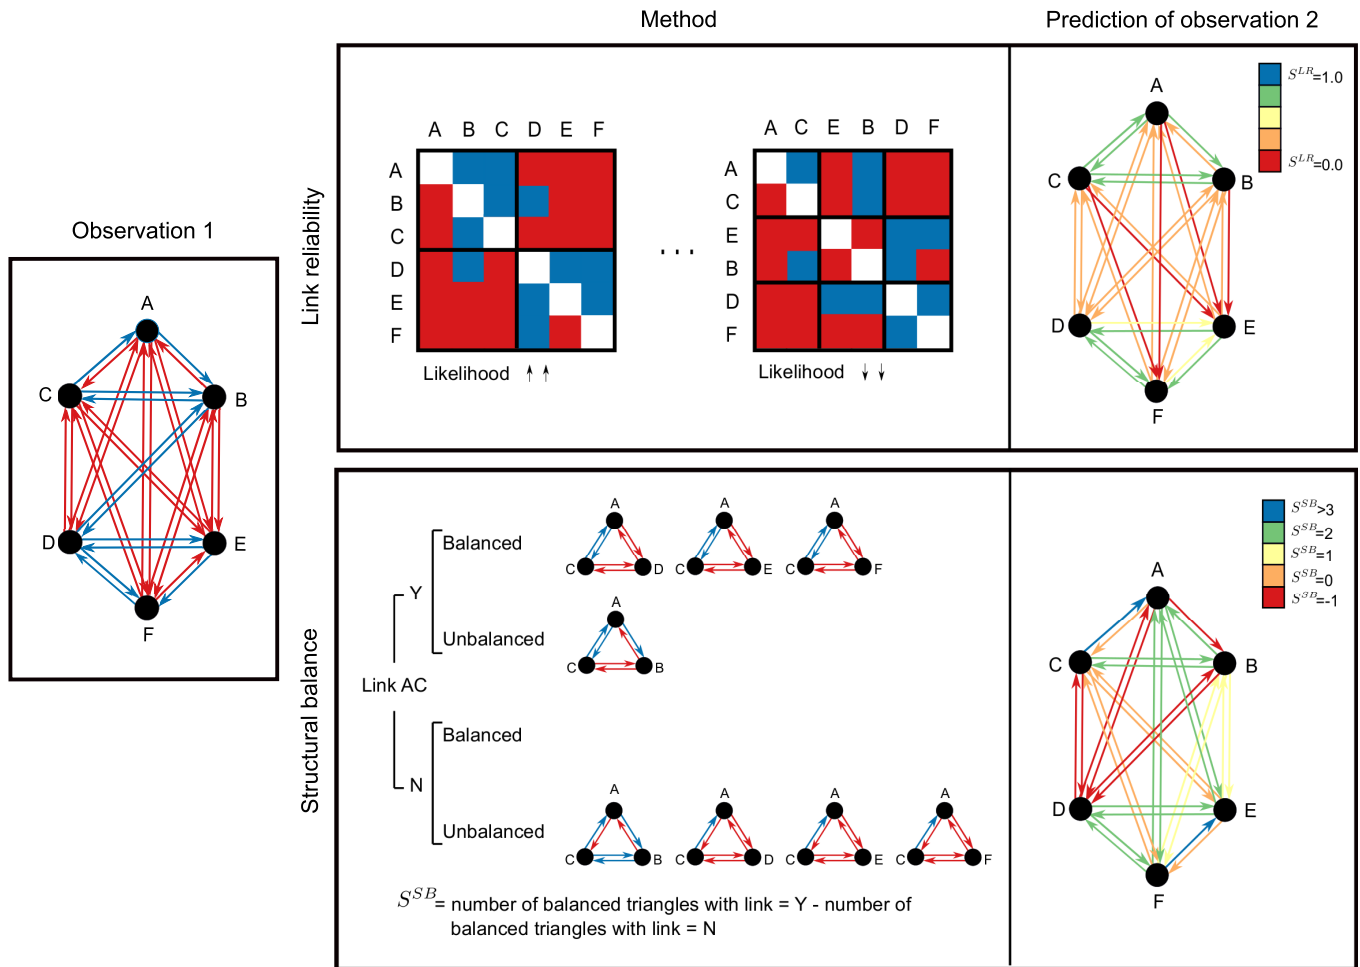 Method
Prediction of observation 2
Observation 1
A
C
B
D
E
F
Link reliability
A B C D E F
A
B
C
D
E
F
Likelihood ↑ ↑
...
A C E B D F
A
C
E
B
D
F
Likelihood ↓ ↓
S^LR=1.0
S^LR=0.0
A
C
B
D
E
F
Structural balance
Link AC
Y
Balanced
A
C D
A
C E
A
C F
Unbalanced
A
C B
N
Balanced
Unbalanced
A
C B
A
C D
A
C E
A
C F
S^SB= number of balanced triangles with link = Y - number of
balanced triangles with link = N
S^SB>3
S^SB=2
S^SB=1
S^SB=0
S^SB=-1
A
C
B
D
E
F